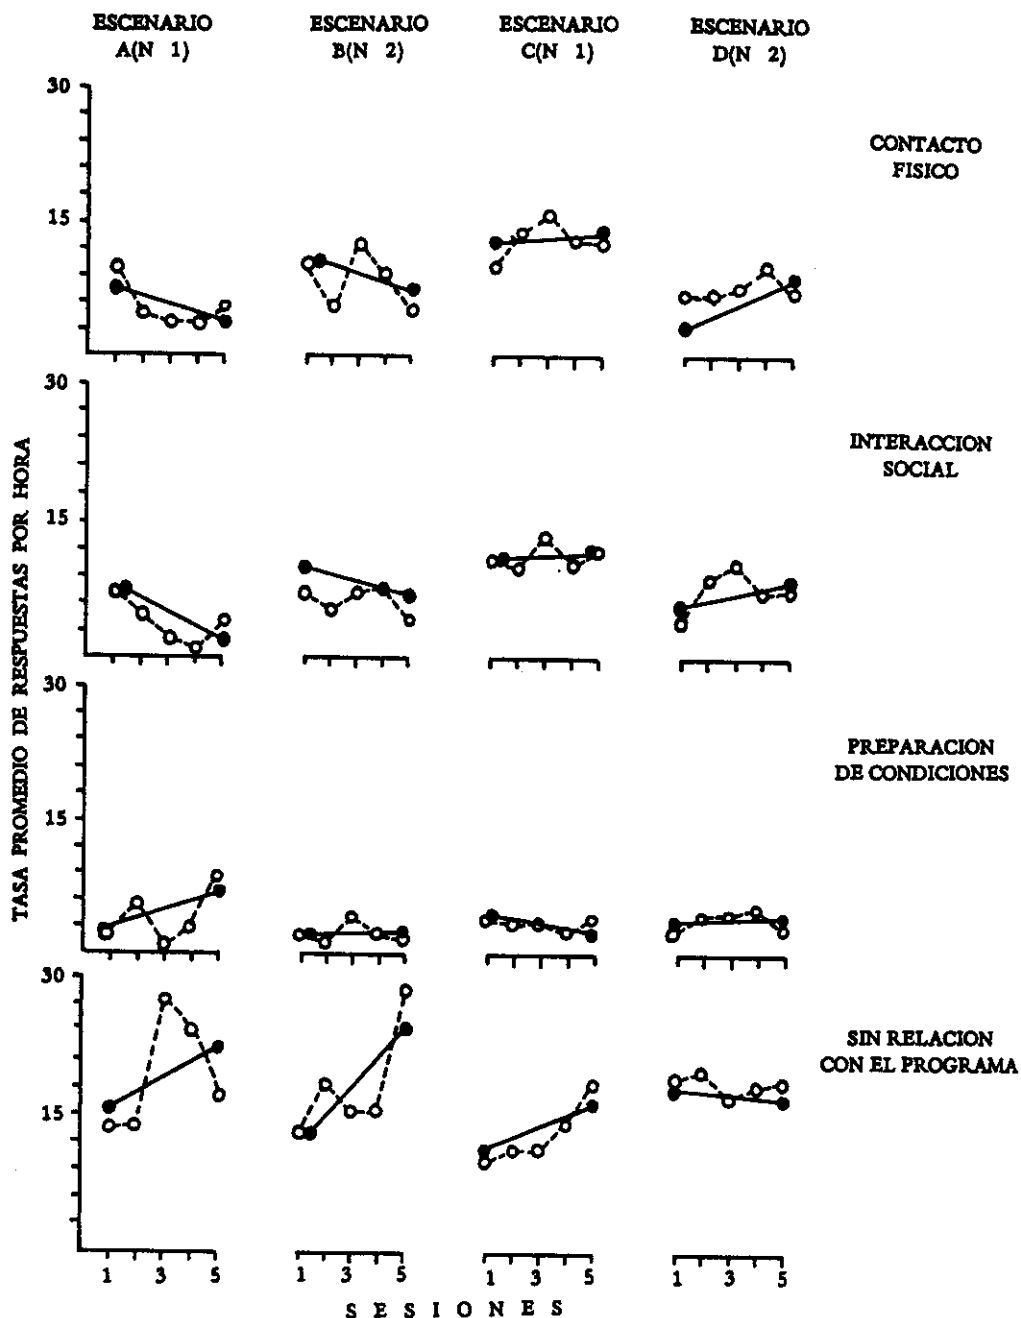 ESCENARIO
A(N 1)
ESCENARIO
B(N 2)
ESCENARIO
C(N 1)
ESCENARIO
D(N 2)
30
15
CONTACTO
FISICO
30
15
INTERACCION
SOCIAL
30
15
PREPARACION
DE CONDICIONES
30
15
SIN RELACION
CON EL PROGRAMA
TASA PROMEDIO DE RESPUESTAS POR HORA
1 3 5
1 3 5
1 3 5
1 3 5
S E S I O N E S